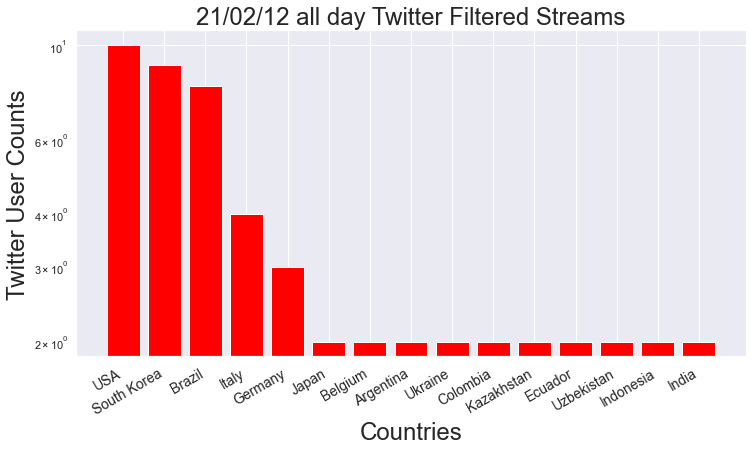 21/02/12 all day Twitter Filtered Streams
Twitter User Counts
10¹
6 × 10⁰
4 × 10⁰
3 × 10⁰
2 × 10⁰
USA
South Korea
Brazil
Italy
Germany
Japan
Belgium
Argentina
Ukraine
Colombia
Kazakhstan
Ecuador
Uzbekistan
Indonesia
India
Countries